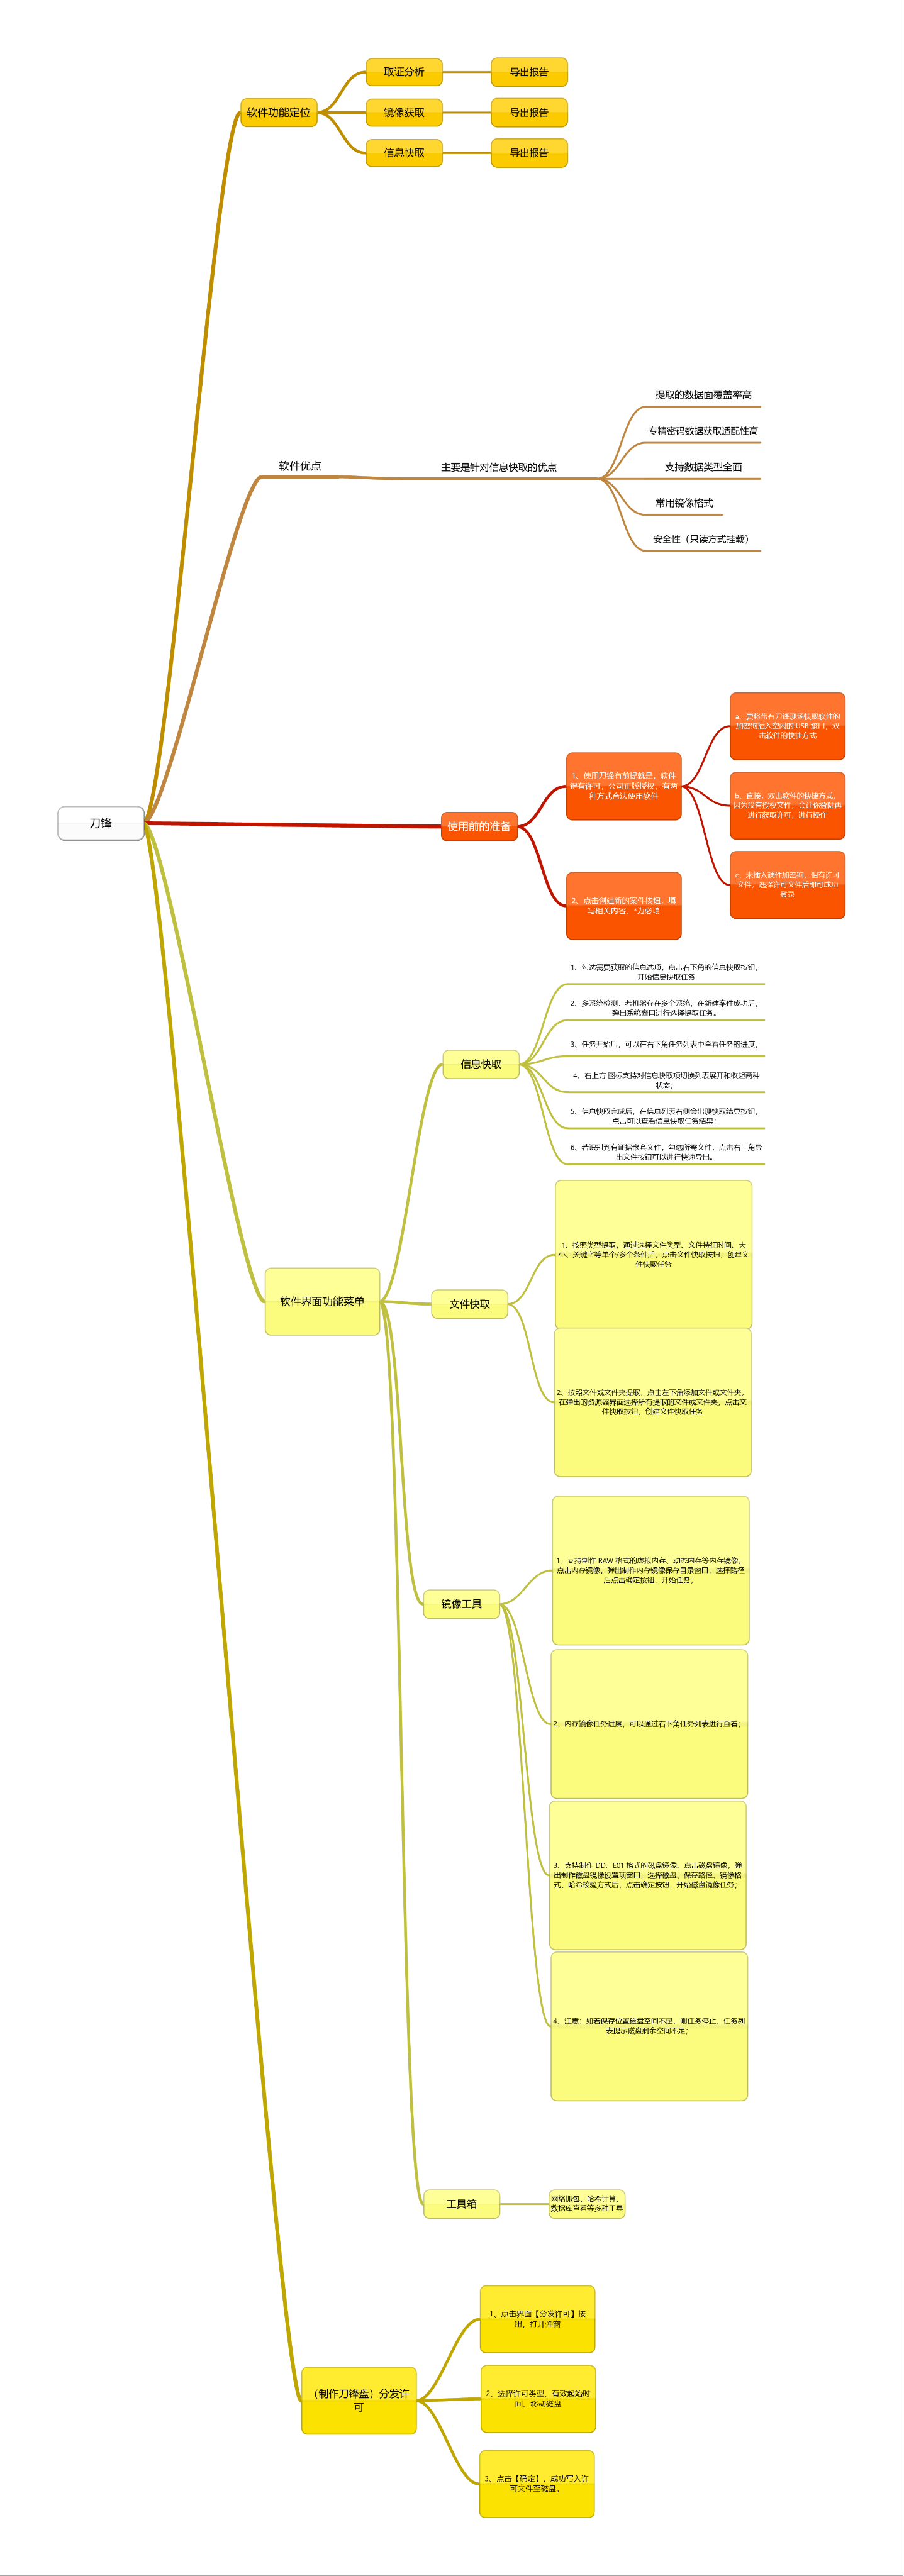 刀锋
软件功能定位
取证分析
导出报告
镜像获取
导出报告
信息快取
导出报告
软件优点
主要是针对信息快取的优点
提取的数据面覆盖率高
专精密码数据获取适配性高
支持数据类型全面
常用镜像格式
安全性（只读方式挂载）
使用前的准备
1、使用刀锋有前提就是，软件
得有许可，公司正版授权，有两
种方式合法使用软件
a、需将带有刀锋现场快取软件的
加密狗插入空闲的 USB 接口，双
击软件的快捷方式
b、直接，双击软件的快捷方式，
因为没有授权文件，会让你
进行获取许可，进行操作
c、未插入硬件加密狗，但有许可
文件，选择许可文件后即可成功
登录
2、点击创建新的案件按钮，填
写相关内容，*为必填
软件界面功能菜单
信息快取
1、勾选需要获取的信息选项，点击右下角的信息快取按钮，
开始信息快取任务
2、多系统检测：若机器存在多个系统，在新建案件成功后，
弹出系统窗口进行选择提取任务。
3、任务开始后，可以在右下角任务列表中查看任务的进度；
4、右上方 图标支持对信息快取项切换列表展开和收起两种
状态；
5、信息快取完成后，在信息列表右侧会出现快取结果按钮，
点击可以查看信息快取任务结果；
6、若识别到有证据嵌套文件，勾选所需文件，点击右上角导
出文件按钮可以进行快速导出。
文件快取
1、按照类型提取，通过选择文件类型、文件特征时间、大
小、关键字等单个/多个条件后，点击文件快取按钮，创建文
件快取任务
2、按照文件或文件夹提取，点击左下角添加文件或文件夹，
在弹出的资源器界面选择所有提取的文件或文件夹，点击文
件快取按钮，创建文件快取任务
镜像工具
1、支持制作 RAW 格式的虚拟内存、动态内存等内存镜像。
点击内存镜像，弹出制作内存镜像保存目录窗口，选择路径
后点击确定按钮，开始任务；
2、内存镜像任务进度，可以通过右下角任务列表进行查看；
3、支持制作 DD、E01 格式的磁盘镜像。点击磁盘镜像，弹
出制作磁盘镜像设置项窗口，选择磁盘、保存路径、镜像格
式、哈希校验方式后，点击确定按钮，开始磁盘镜像任务；
4、注意：如若保存位置磁盘空间不足，则任务停止，任务列
表提示磁盘剩余空间不足；
工具箱
网络抓包、哈希计算、
数据库查看等多种工具
（制作刀锋盘）分发许
可
1、点击界面【分发许可】按
钮，打开弹窗
2、选择许可类型、有效起始时
间、移动磁盘
3、点击【确定】，成功写入许
可文件至磁盘。